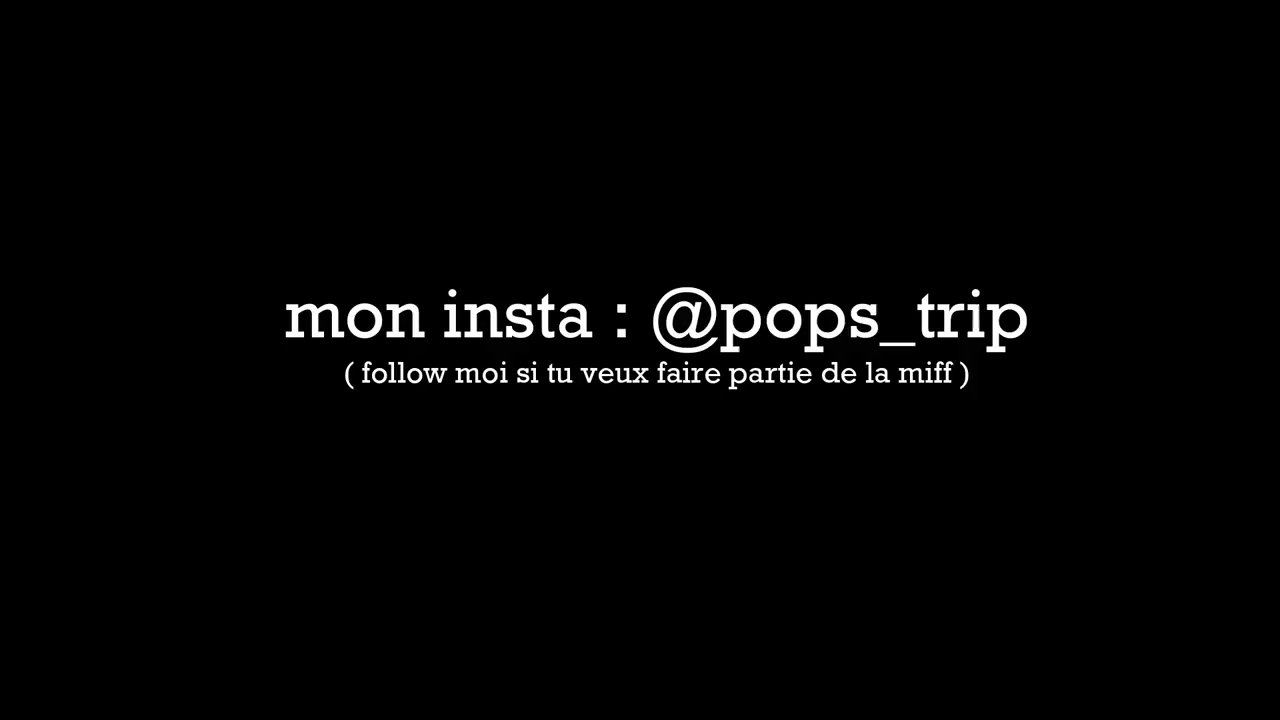 mon insta : @pops_trip
( follow moi si tu veux faire partie de la miff )